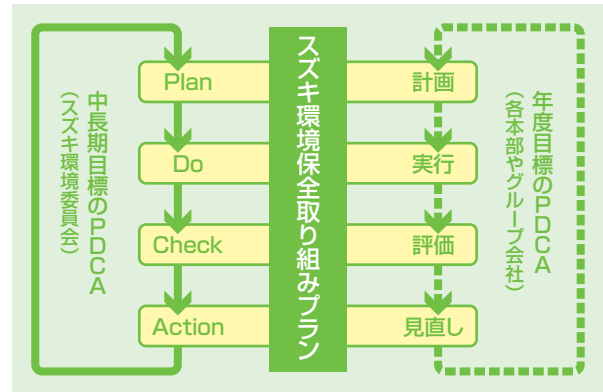 中長期目標のPDCA
(スズキ環境委員会)
Plan
Do
Check
Action
スズキ環境保全取り組みプラン
計画
実行
評価
見直し
年度目標のPDCA
(各本部やグループ会社)